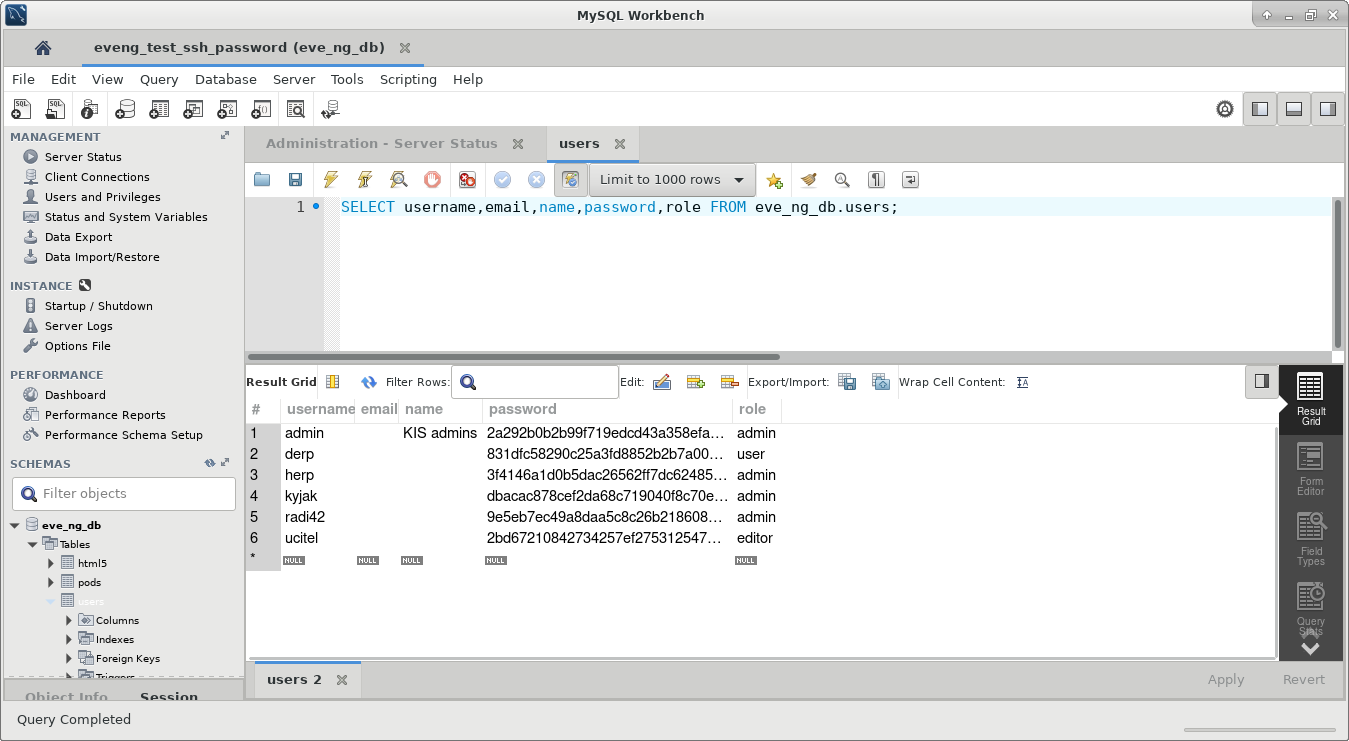 MySQL Workbench
eveng_test_ssh_password (eve_ng_db)
File Edit View Query Database Server Tools Scripting Help
MANAGEMENT
Server Status
Client Connections
Users and Privileges
Status and System Variables
Data Export
Data Import/Restore
INSTANCE
Startup / Shutdown
Server Logs
Options File
PERFORMANCE
Dashboard
Performance Reports
Performance Schema Setup
SCHEMAS
Filter objects
eve_ng_db
Tables
html5
pods
users
Columns
Indexes
Foreign Keys
Triggers
Object Info Session
Administration - Server Status users
Limit to 1000 rows
1 SELECT username,email,name,password,role FROM eve_ng_db.users;
Result Grid Filter Rows: Edit: Export/Import: Wrap Cell Content:
# username email name password role
1 admin KIS admins 2a292b0b2b99f719edcd43a358efa... admin
2 derp 831dfc58290c25a3fd8852b2b7a00... user
3 herp 3f4146a1d0b5dac26562ff7dc62485... admin
4 kyjak dbacac878cef2da68c719040f8c70e... admin
5 radi42 9e5eb7ec49a8daa5c8c26b218608... admin
6 ucitel 2bd67210842734257ef275312547... editor
* NULL NULL NULL NULL NULL
Result
Grid
Form
Editor
Field
Types
Query
Stats
users 2 Apply Revert
Query Completed